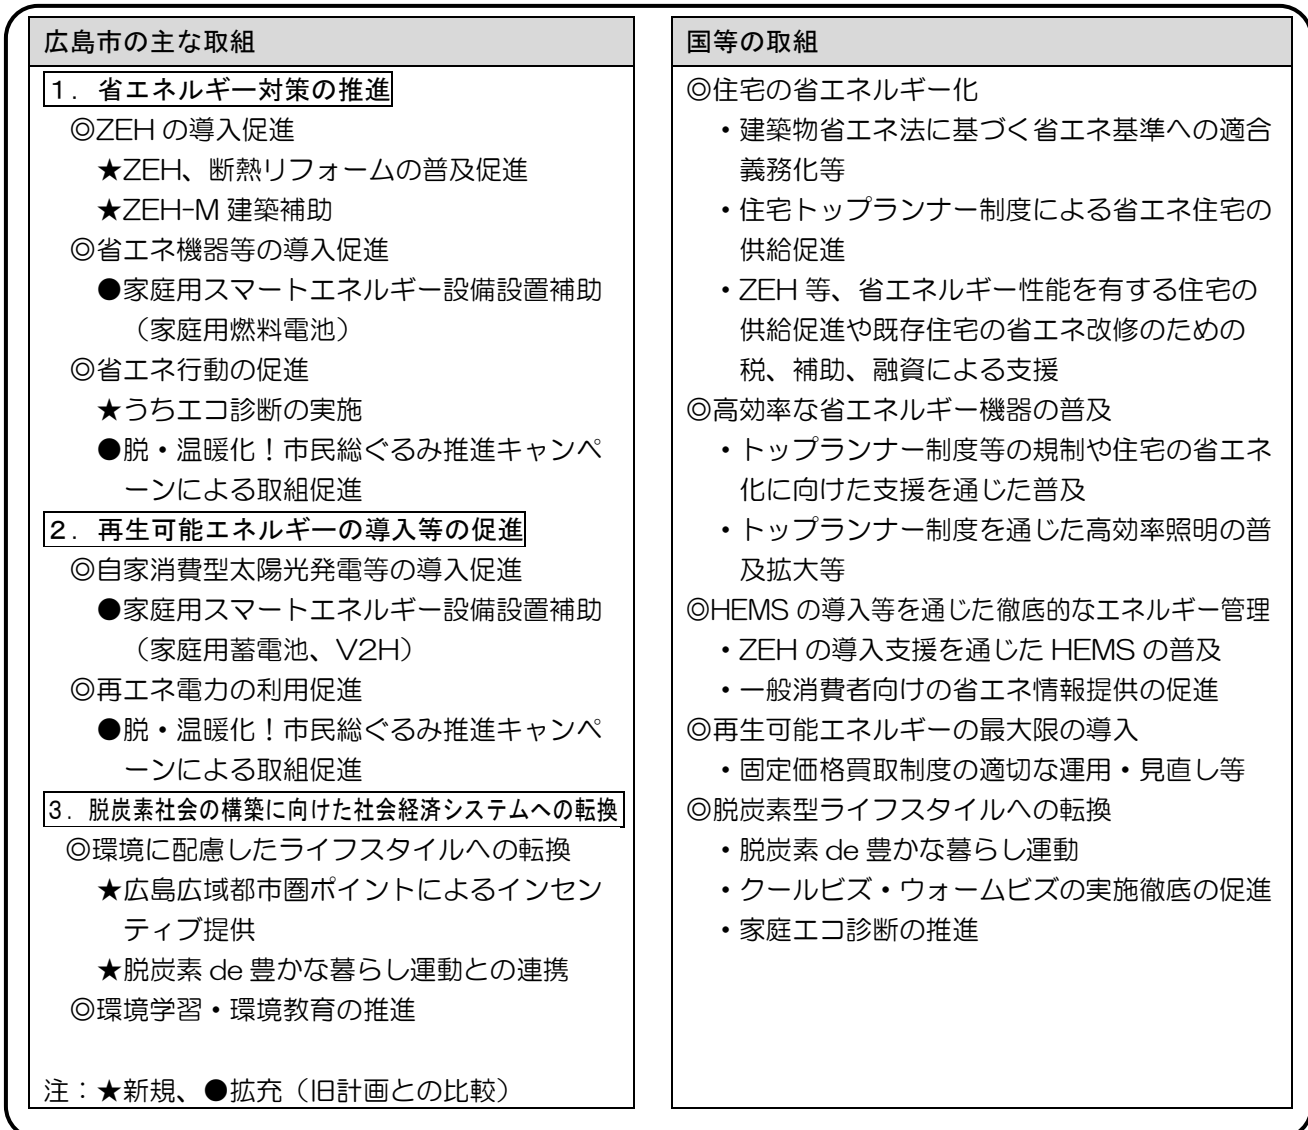 広島市の主な取組
1．省エネルギー対策の推進
◎ZEH の導入促進
★ZEH、断熱リフォームの普及促進
★ZEH-M 建築補助
◎省エネ機器等の導入促進
●家庭用スマートエネルギー設備設置補助
（家庭用燃料電池）
◎省エネ行動の促進
★うちエコ診断の実施
●脱・温暖化！市民総ぐるみ推進キャンペ
ーンによる取組促進
2．再生可能エネルギーの導入等の促進
◎自家消費型太陽光発電等の導入促進
●家庭用スマートエネルギー設備設置補助
（家庭用蓄電池、V2H）
◎再エネ電力の利用促進
●脱・温暖化！市民総ぐるみ推進キャンペ
ーンによる取組促進
3．脱炭素社会の構築に向けた社会経済システムへの転換
◎環境に配慮したライフスタイルへの転換
★広島広域都市圏ポイントによるインセン
ティブ提供
★脱炭素 de 豊かな暮らし運動との連携
◎環境学習・環境教育の推進
注：★新規、●拡充（旧計画との比較）
国等の取組
◎住宅の省エネルギー化
・建築物省エネ法に基づく省エネ基準への適合
義務化等
・住宅トップランナー制度による省エネ住宅の
供給促進
・ZEH 等、省エネルギー性能を有する住宅の
供給促進や既存住宅の省エネ改修のための
税、補助、融資による支援
◎高効率な省エネルギー機器の普及
・トップランナー制度等の規制や住宅の省エネ
化に向けた支援を通じた普及
・トップランナー制度を通じた高効率照明の普
及拡大等
◎HEMS の導入等を通じた徹底的なエネルギー管理
・ZEH の導入支援を通じた HEMS の普及
・一般消費者向けの省エネ情報提供の促進
◎再生可能エネルギーの最大限の導入
・固定価格買取制度の適切な運用・見直し等
◎脱炭素型ライフスタイルへの転換
・脱炭素 de 豊かな暮らし運動
・クールビズ・ウォームビズの実施徹底の促進
・家庭エコ診断の推進